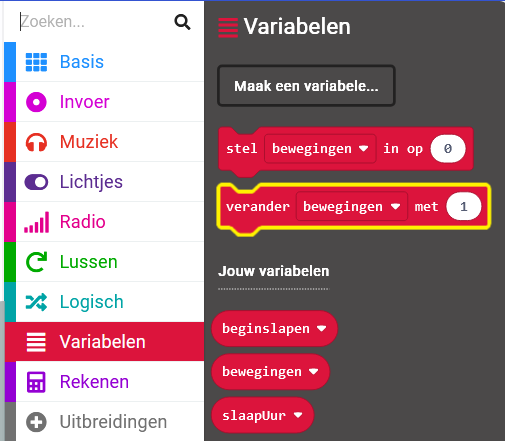 Zoeken...
Basis
Invoer
Muziek
Lichtjes
Radio
Lussen
Logisch
Variabelen
Rekenen
Uitbreidingen
Variabelen
Maak een variabele...
stel bewegingen in op 0
verander bewegingen met 1
Jouw variabelen
beginslapen
bewegingen
slaapUur